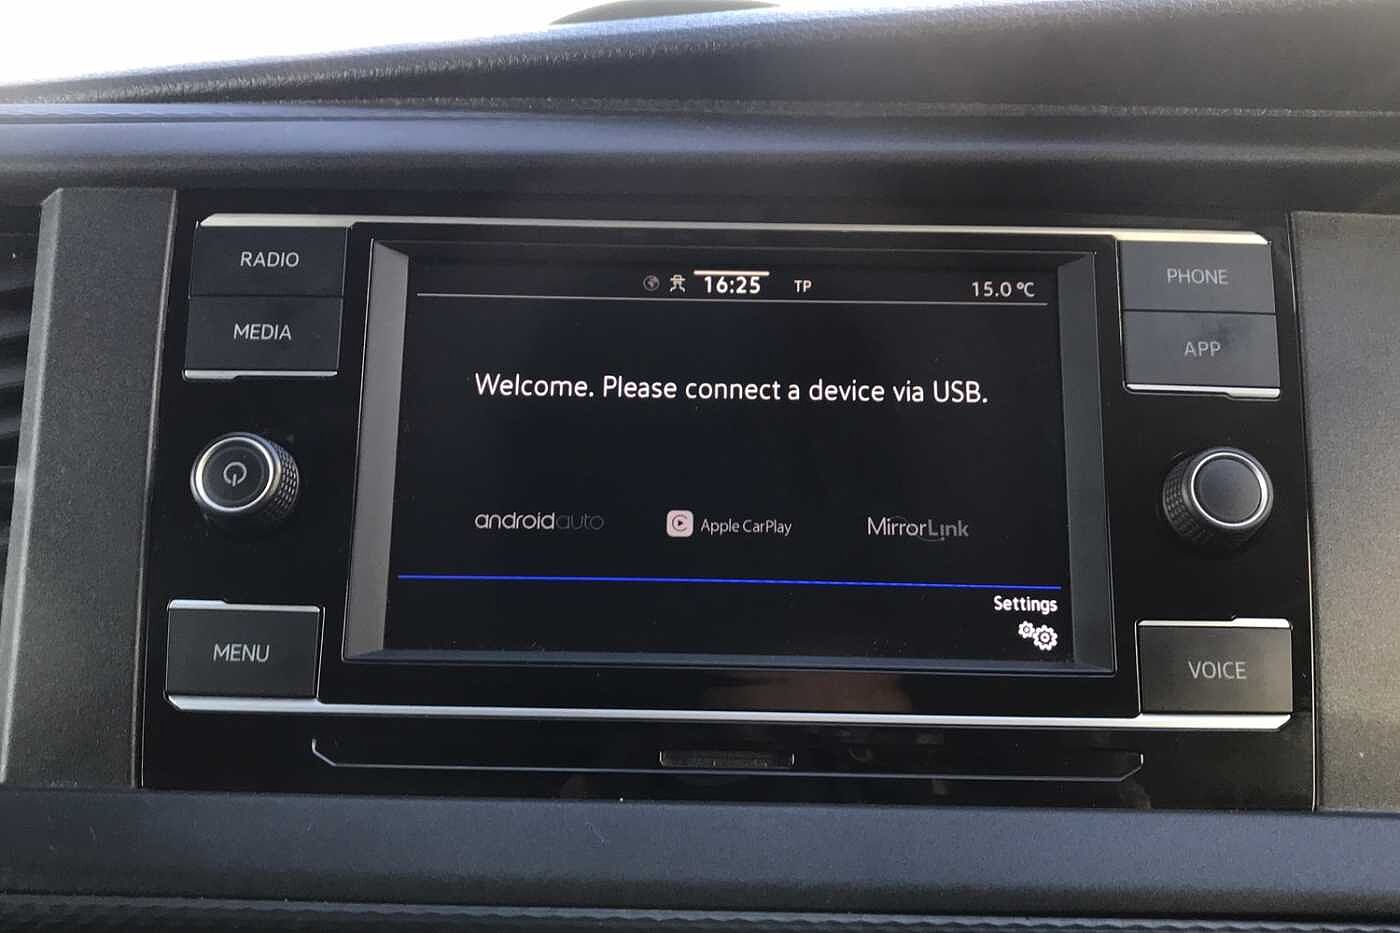 RADIO
MEDIA
MENU
16:25 TP 15.0 °C
Welcome. Please connect a device via USB.
androidauto Apple CarPlay MirrorLink
Settings
PHONE
APP
VOICE